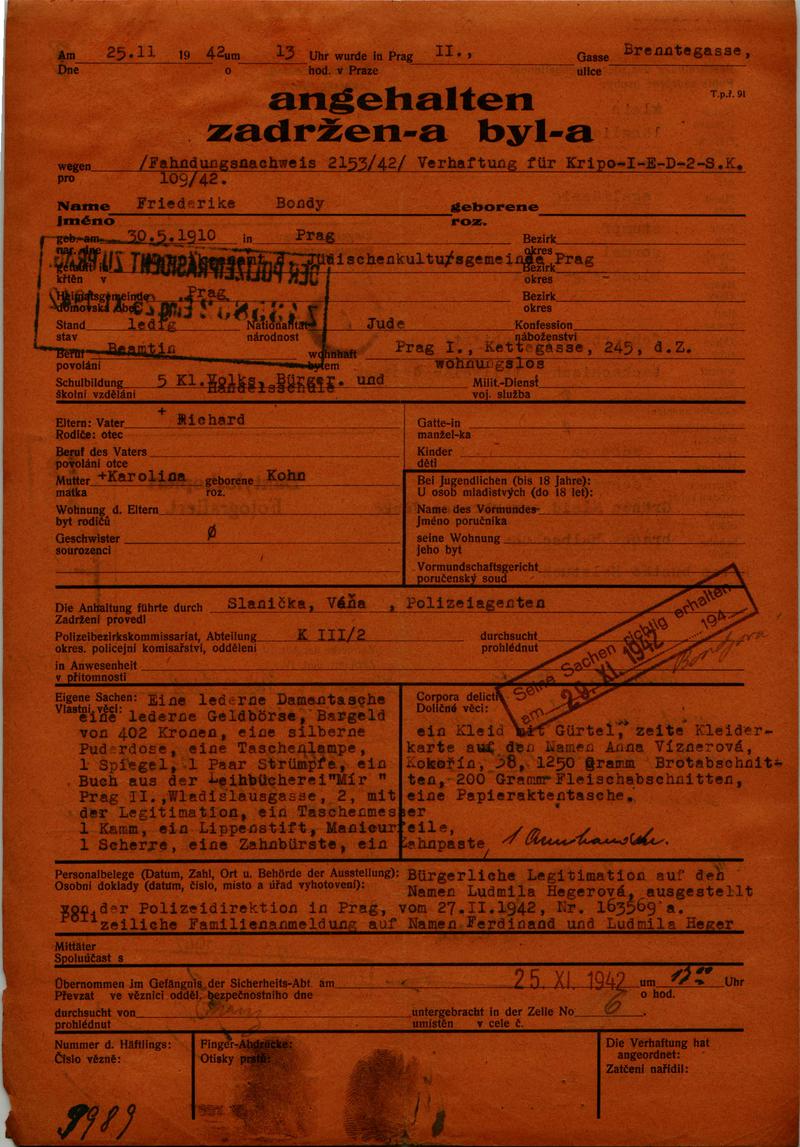 Am 25.11 19 42 um 13 Uhr wurde in Prag II., Gasse Brenntegasse,
Dne o hod. v Praze ulice
angehalten
T.p.ř. 91
zadržen-a byl-a
wegen /Fahndungsnachweis 2153/42/ Verhaftung für Kripo-I-E-D-2-S.K.
pro 109/42.
Name Friederike Bondy geborene
Jméno roz.
geb. am 30.5.1910 in Prag Bezirk
nar. dne okres
Jüdischenkultu/sgemeinde Prag
getauft in Bezirk
křtěn v okres
Heimatsgemeinde Prag Bezirk
domovská obec okres
Stand ledig Nationalität Jude Konfession
stav národnost náboženství
Beruf Beamtin wohnhaft Prag I., Kettegasse, 245, d.Z.
povolání bytem wohnungslos
Schulbildung 5 Kl. Volks, Bürger. und Milit.-Dienst
školní vzdělání Handelsschule voj. služba
Eltern: Vater + Richard Gatte-in
Rodiče: otec manžel-ka
Beruf des Vaters Kinder
povolání otce děti
Mutter +Karolina geborene Kohn Bei Jugendlichen (bis 18 Jahre):
matka roz. U osob mladistvých (do 18 let):
Wohnung d. Eltern Name des Vormundes
byt rodičů Jméno poručníka
Geschwister ø seine Wohnung
sourozenci jeho byt
Vormundschaftsgericht
poručenský soud
Die Anhaltung führte durch Slanička, Váňa , Polizeiagenten
Zadržení provedl
Polizeibezirkskommissariat, Abteilung K III/2 durchsucht
okres. policejní komisařství, oddělení prohlédnut
in Anwesenheit
v přítomnosti
Seine Sachen richtig erhalten
am 194
XI. 1942
Eigene Sachen: Eine lederne Damentasche
Vlastní věci: eine lederne Geldbörse, Bargeld
von 402 Kronen, eine silberne
Puderdose, eine Taschenlampe,
1 Spiegel, 1 Paar Strümpfe, ein
Buch aus der Leihbücherei "Mír "
Prag II., Wladislausgasse, 2, mit
der Legitimation, ein Taschenmesser
1 Kamm, ein Lippenstift, Manicurfeile,
1 Scherre, eine Zahnbürste, ein Zahnpaste,
Corpora delicti
Doličné věci:
ein Kleid mit Gürtel, zeite Kleider-
karte auf den Namen Anna Víznerová,
Kokořín, 38, 1250 Gramm Brotabschnit-
ten, 200 Gramm Fleischabschnitten,
eine Papieraktentasche.
Personalbelege (Datum, Zahl, Ort u. Behörde der Ausstellung): Bürgerliche Legitimation auf den
Osobní doklady (datum, číslo, místo a úřad vyhotovení): Namen Ludmila Hegerová, ausgestellt
von der Polizeidirektion in Prag, vom 27.II.1942, Nr. 163569 a.
Polizeiliche Familienanmeldung auf Namen Ferdinand und Ludmila Heger
Mittäter
Spoluúčast s
Übernommen im Gefängnis der Sicherheits-Abt. am 25. XI. 1942 um 13⁰⁰ Uhr
Převzat ve věznici odděl. bezpečnostního dne o hod.
durchsucht von untergebracht in der Zelle No 6.
prohlédnut umístěn v cele č.
Nummer d. Häftlings: Finger-Abdrücke: Die Verhaftung hat
Číslo vězně: Otisky prstů: angeordnet:
Zatčení nařídil:
9989